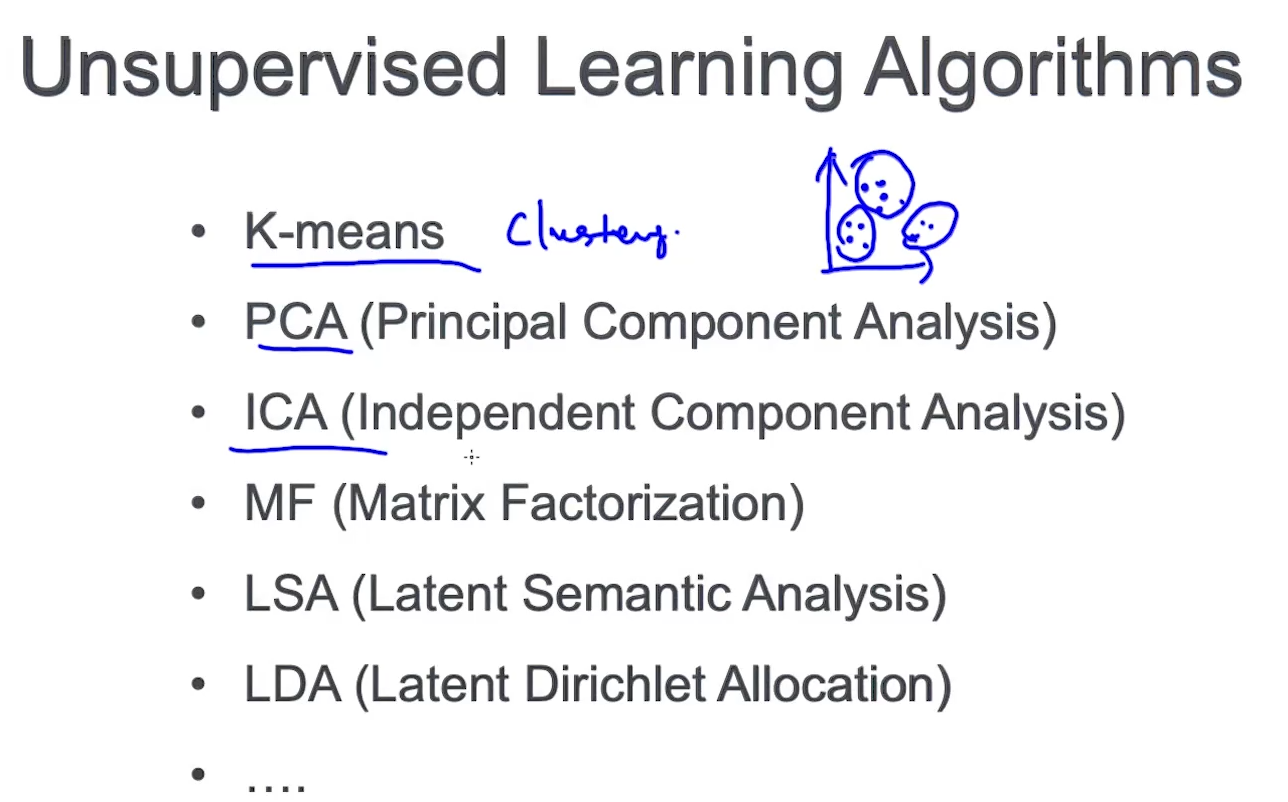 Unsupervised Learning Algorithms
• K-means Clustering.
• PCA (Principal Component Analysis)
• ICA (Independent Component Analysis)
• MF (Matrix Factorization)
• LSA (Latent Semantic Analysis)
• LDA (Latent Dirichlet Allocation)
• ....